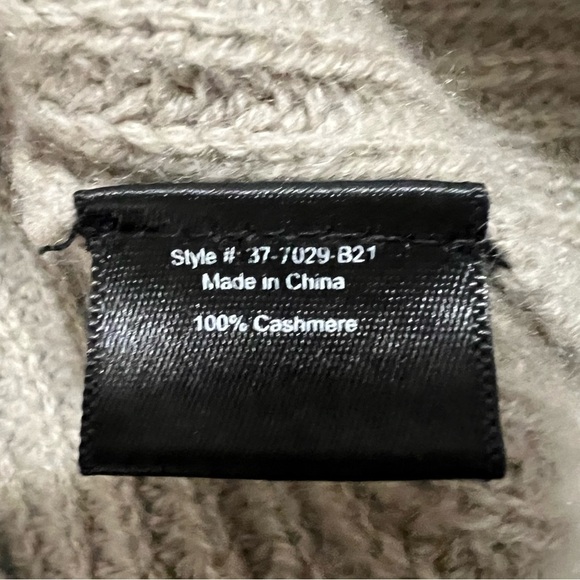 Style #: 37-7029-B21
Made in China
100% Cashmere